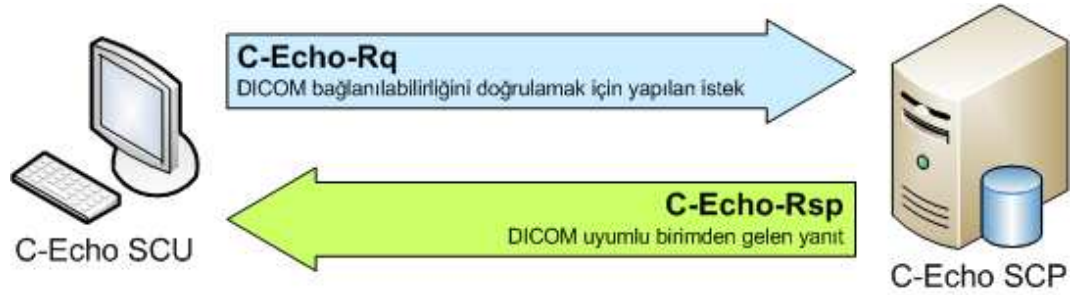 C-Echo-Rq
DICOM bağlanılabilirliğini doğrulamak için yapılan istek
C-Echo-Rsp
DICOM uyumlu birimden gelen yanıt
C-Echo SCU
C-Echo SCP